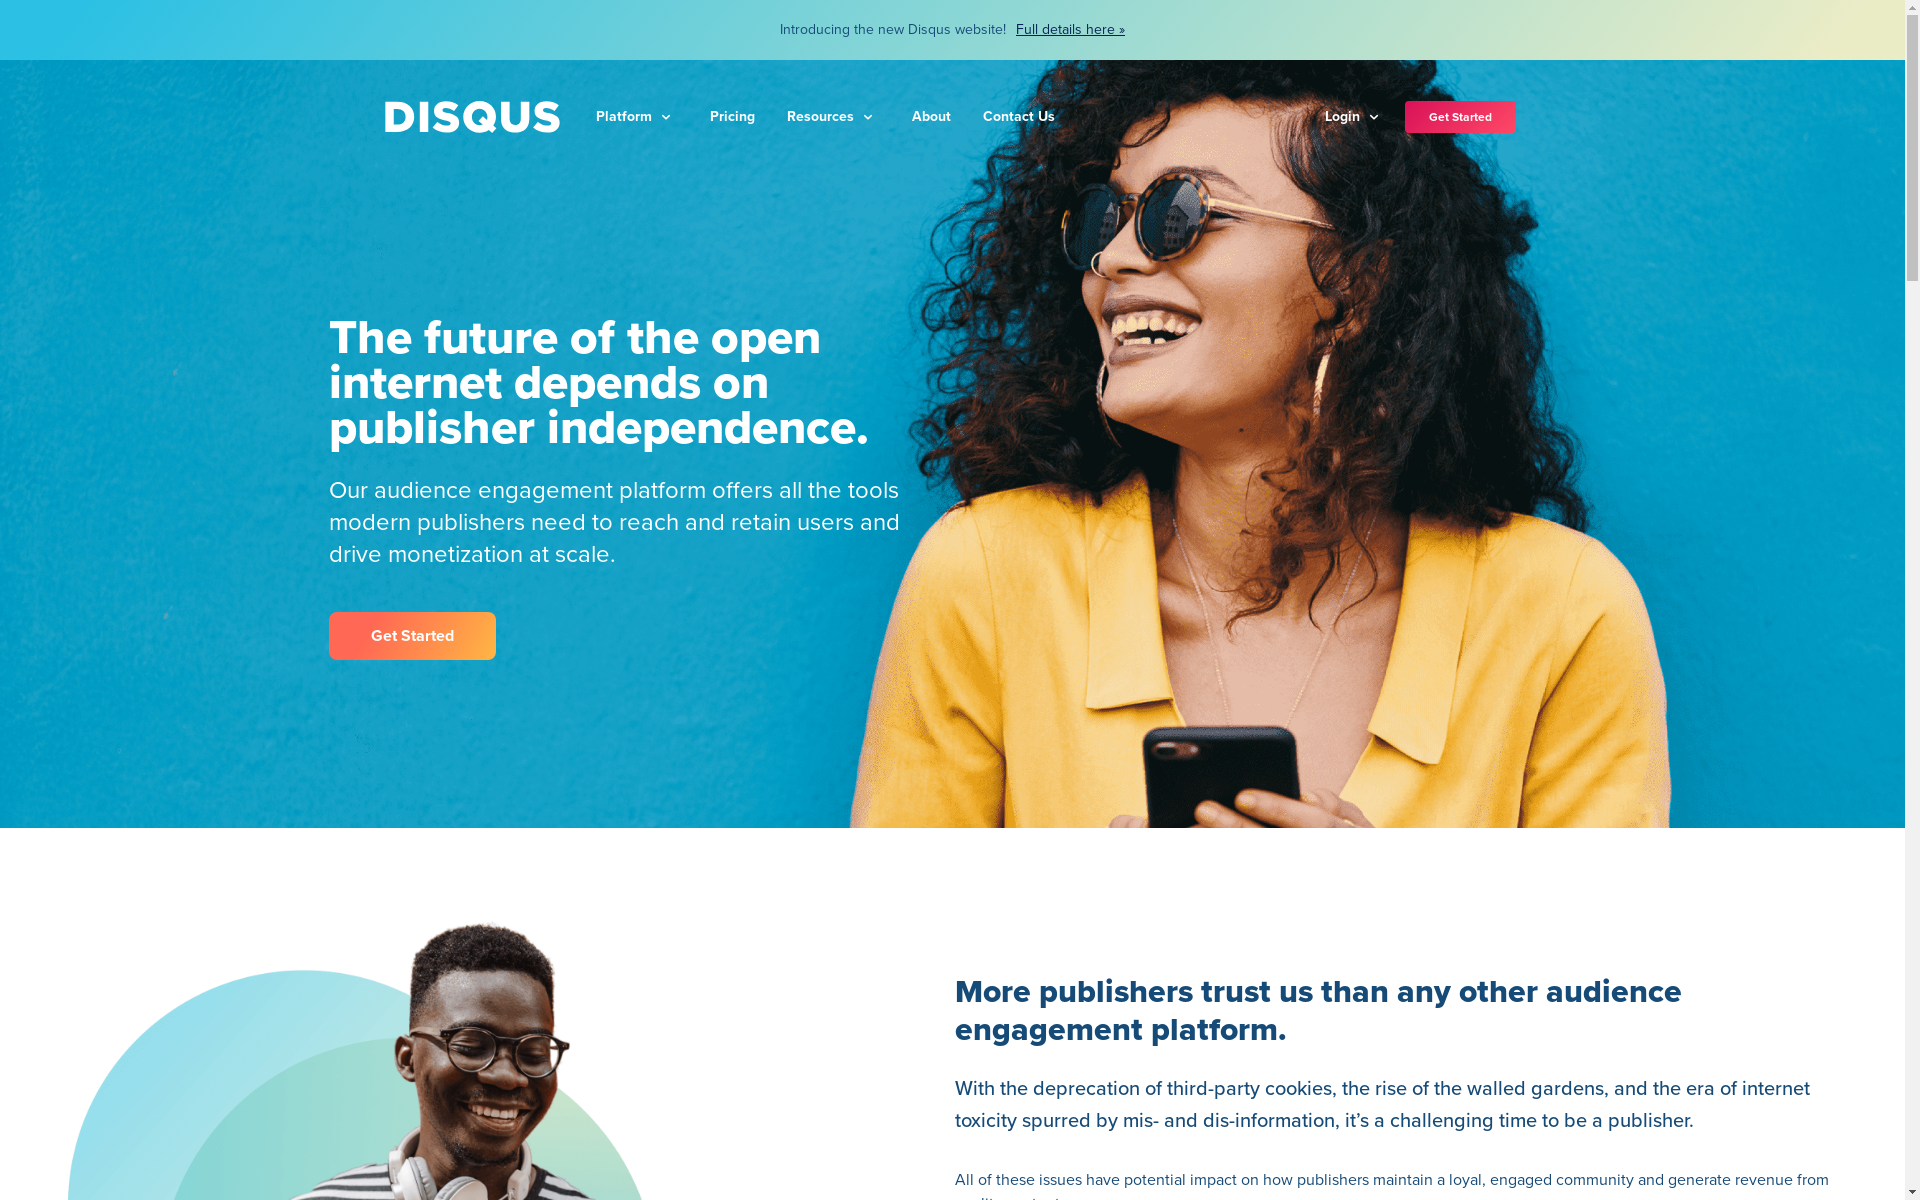 Introducing the new Disqus website! Full details here »
DISQUS
Platform
Pricing
Resources
About
Contact Us
Login
Get Started
The future of the open
internet depends on
publisher independence.
Our audience engagement platform offers all the tools
modern publishers need to reach and retain users and
drive monetization at scale.
Get Started
More publishers trust us than any other audience
engagement platform.
With the deprecation of third-party cookies, the rise of the walled gardens, and the era of internet
toxicity spurred by mis- and dis-information, it’s a challenging time to be a publisher.
All of these issues have potential impact on how publishers maintain a loyal, engaged community and generate revenue from